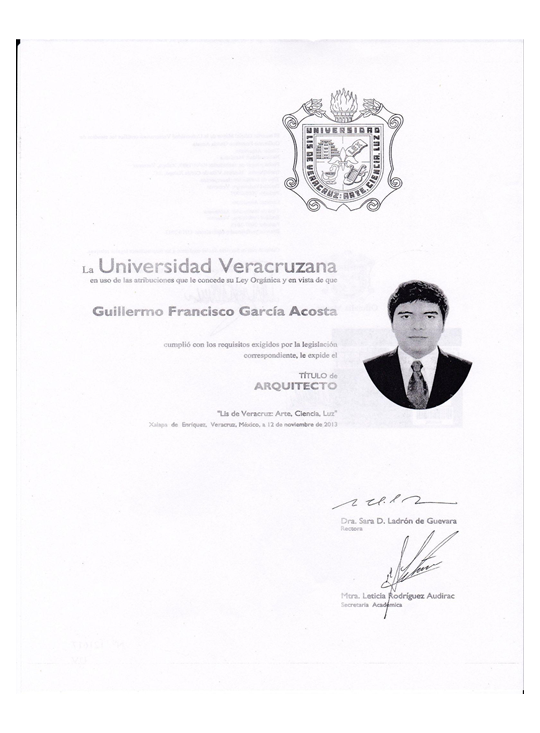 UNIVERSIDAD
LIS DE VERACRUZ: ARTE, CIENCIA, LUZ
La Universidad Veracruzana
en uso de las atribuciones que le concede su Ley Orgánica y en vista de que
Guillermo Francisco García Acosta
cumplió con los requisitos exigidos por la legislación
correspondiente, le expide el
TÍTULO de
ARQUITECTO
"Lis de Veracruz: Arte, Ciencia, Luz"
Xalapa de Enríquez, Veracruz, México, a 12 de noviembre de 2013
Dra. Sara D. Ladrón de Guevara
Rectora
Mtra. Leticia Rodríguez Audirac
Secretaria Académica